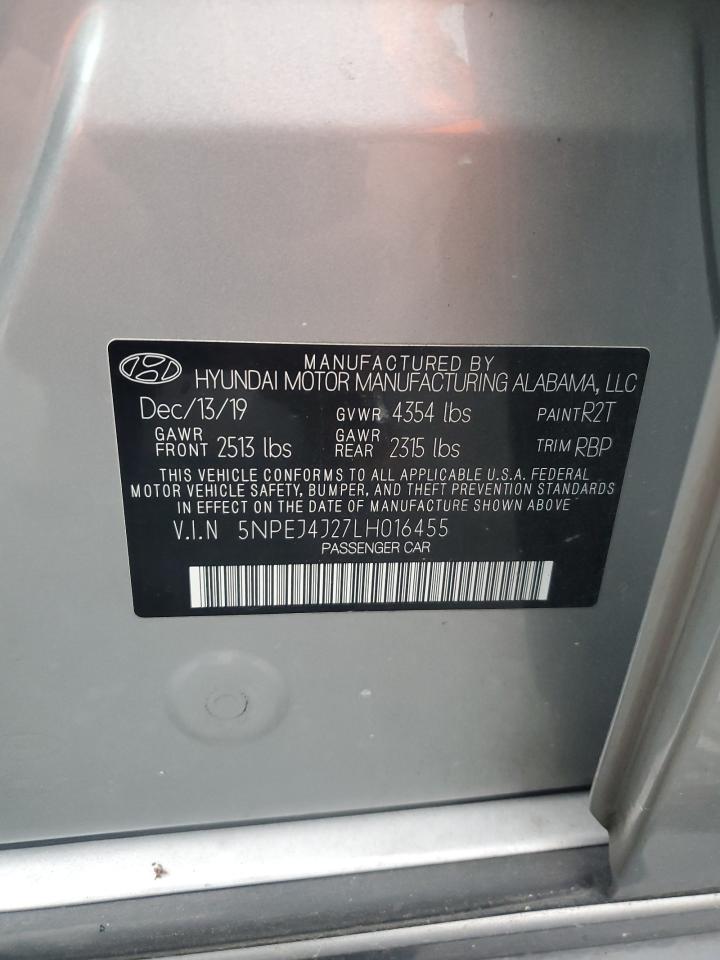 MANUFACTURED BY
HYUNDAI MOTOR MANUFACTURING ALABAMA, LLC
Dec/13/19 GVWR 4354 lbs PAINT R2T
GAWR FRONT 2513 lbs GAWR REAR 2315 lbs TRIM RBP
THIS VEHICLE CONFORMS TO ALL APPLICABLE U.S.A. FEDERAL
MOTOR VEHICLE SAFETY, BUMPER, AND THEFT PREVENTION STANDARDS
IN EFFECT ON THE DATE OF MANUFACTURE SHOWN ABOVE
V.I.N 5NPEJ4J27LH016455
PASSENGER CAR